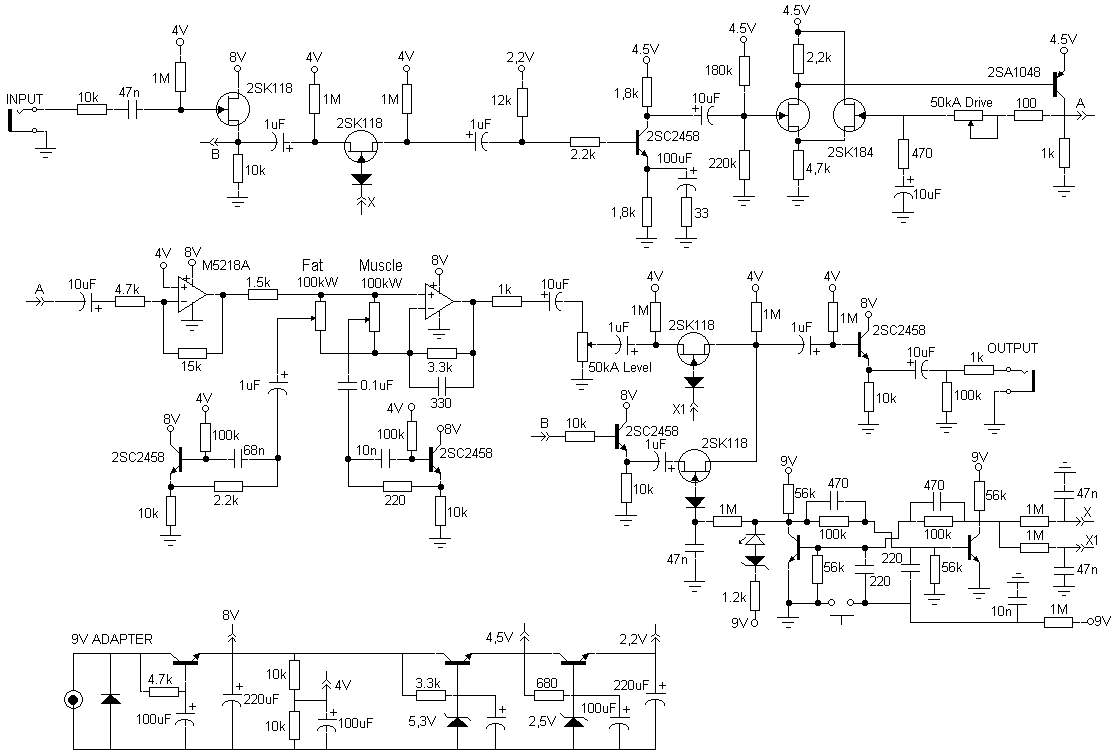 INPUT
10k
47n
4V
1M
8V
2SK118
B
10k
1uF
+
4V
1M
2SK118
X
4V
1M
1uF
+
2,2V
12k
2.2k
4.5V
1,8k
2SC2458
100uF
+
1,8k
33
10uF
+
4.5V
180k
220k
4.5V
2,2k
4,7k
2SK184
470
+
10uF
50kA Drive
100
2SA1048
4.5V
A
1k
A
10uF
+
4.7k
4V
8V
M5218A
+
−
15k
1.5k
Fat
100kW
Muscle
100kW
8V
+
−
3.3k
330
1k
10uF
+
50kA Level
1uF
+
4V
1M
2SK118
X1
4V
1M
1uF
+
4V
1M
8V
2SC2458
10k
10uF
+
100k
1k
OUTPUT
1uF
+
0.1uF
4V
100k
8V
2SC2458
68n
2.2k
10k
4V
100k
8V
2SC2458
10n
220
10k
B
10k
8V
2SC2458
10k
1uF
+
2SK118
47n
1M
9V
56k
470
100k
470
100k
9V
56k
1M
X
47n
1M
X1
47n
1.2k
9V
56k
220
220
56k
10n
1M
9V
9V ADAPTER
4.7k
100uF
+
8V
220uF
+
10k
10k
4V
100uF
+
3.3k
5,3V
+
4,5V
680
2,5V
100uF
+
2,2V
220uF
+